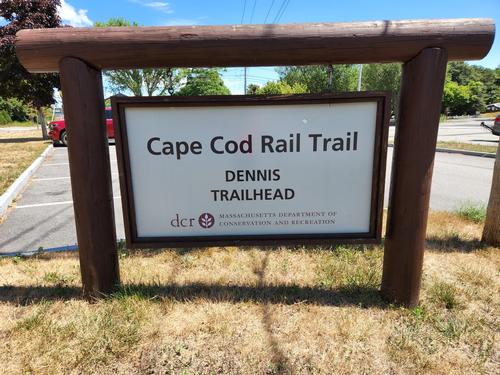 Cape Cod Rail Trail
DENNIS
TRAILHEAD
dcr MASSACHUSETTS DEPARTMENT OF
CONSERVATION AND RECREATION